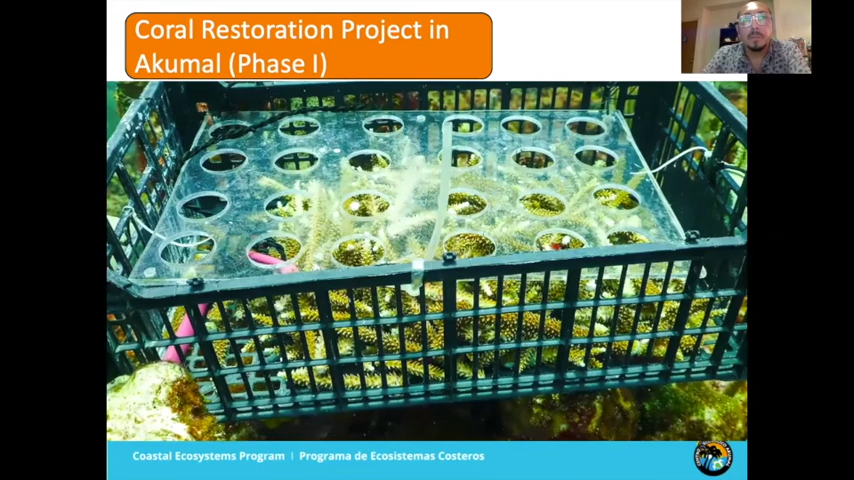 Coral Restoration Project in
Akumal (Phase I)
Coastal Ecosystems Program | Programa de Ecosistemas Costeros